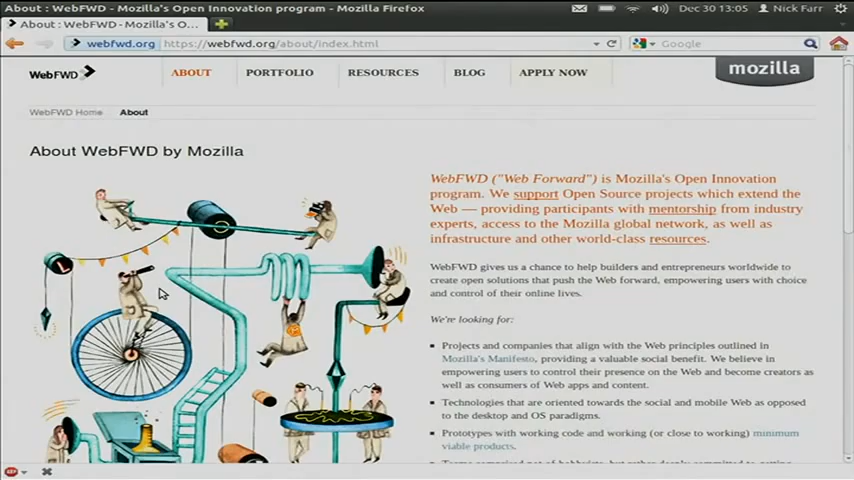 About : WebFWD - Mozilla's Open Innovation program - Mozilla Firefox
Dec 30 13:05 Nick Farr
About : WebFWD - Mozilla's O...
webfwd.org https://webfwd.org/about/index.html
Google
WebFWD
ABOUT PORTFOLIO RESOURCES BLOG APPLY NOW
mozilla
WebFWD Home About
About WebFWD by Mozilla
WebFWD ("Web Forward") is Mozilla's Open Innovation
program. We support Open Source projects which extend the
Web — providing participants with mentorship from industry
experts, access to the Mozilla global network, as well as
infrastructure and other world-class resources.
WebFWD gives us a chance to help builders and entrepreneurs worldwide to
create open solutions that push the Web forward, empowering users with choice
and control of their online lives.
We're looking for:
Projects and companies that align with the Web principles outlined in
Mozilla's Manifesto, providing a valuable social benefit. We believe in
empowering users to control their presence on the Web and become creators as
well as consumers of Web apps and content.
Technologies that are oriented towards the social and mobile Web as opposed
to the desktop and OS paradigms.
Prototypes with working code and working (or close to working) minimum
viable products.